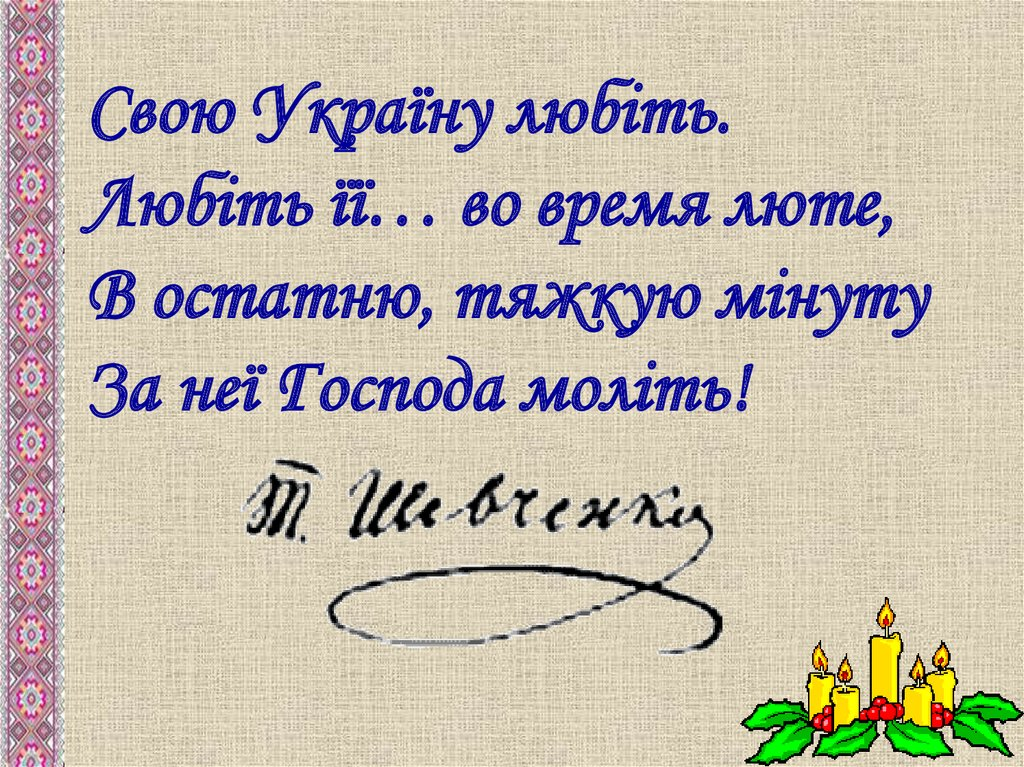 Свою Україну любіть.
Любіть її… во время люте,
В остатню, тяжкую мінуту
За неї Господа моліть!
Т. Шевченко